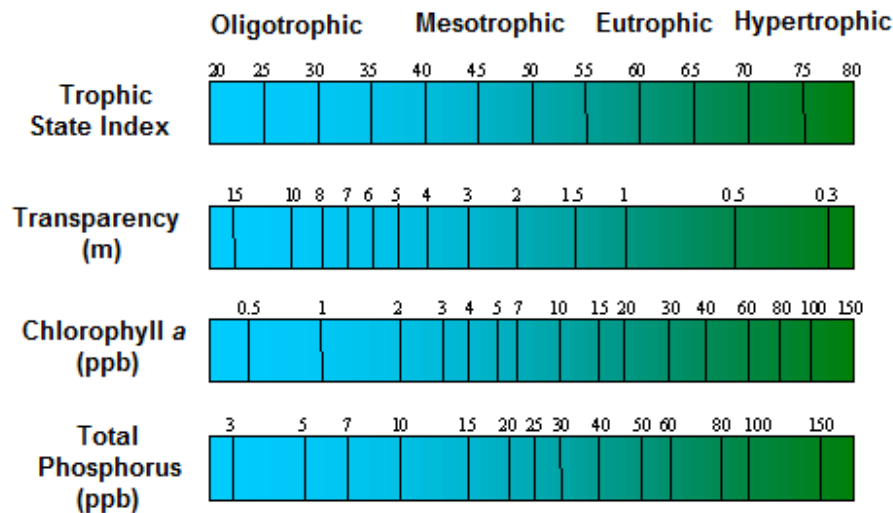 Oligotrophic Mesotrophic Eutrophic Hypertrophic
20 25 30 35 40 45 50 55 60 65 70 75 80
Trophic
State Index
15 10 8 7 6 5 4 3 2 1.5 1 0.5 0.3
Transparency
(m)
0.5 1 2 3 4 5 7 10 15 20 30 40 60 80 100 150
Chlorophyll a
(ppb)
3 5 7 10 15 20 25 30 40 50 60 80 100 150
Total
Phosphorus
(ppb)